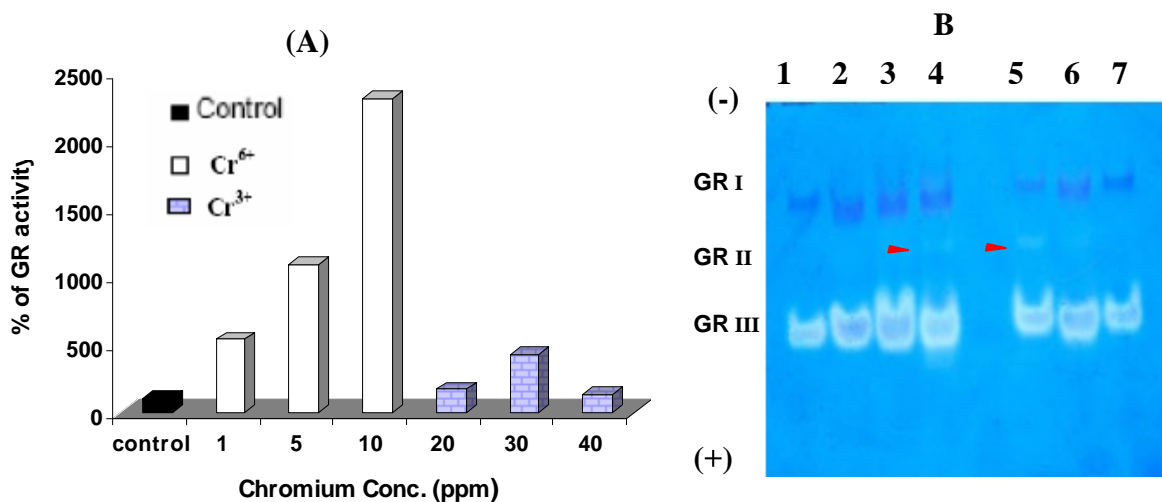 (A)
% of GR activity
2500
2000
1500
1000
500
0
Control
Cr6+
Cr3+
control 1 5 10 20 30 40
Chromium Conc. (ppm)
B
1 2 3 4 5 6 7
(-)
GR I
GR II
GR III
(+)